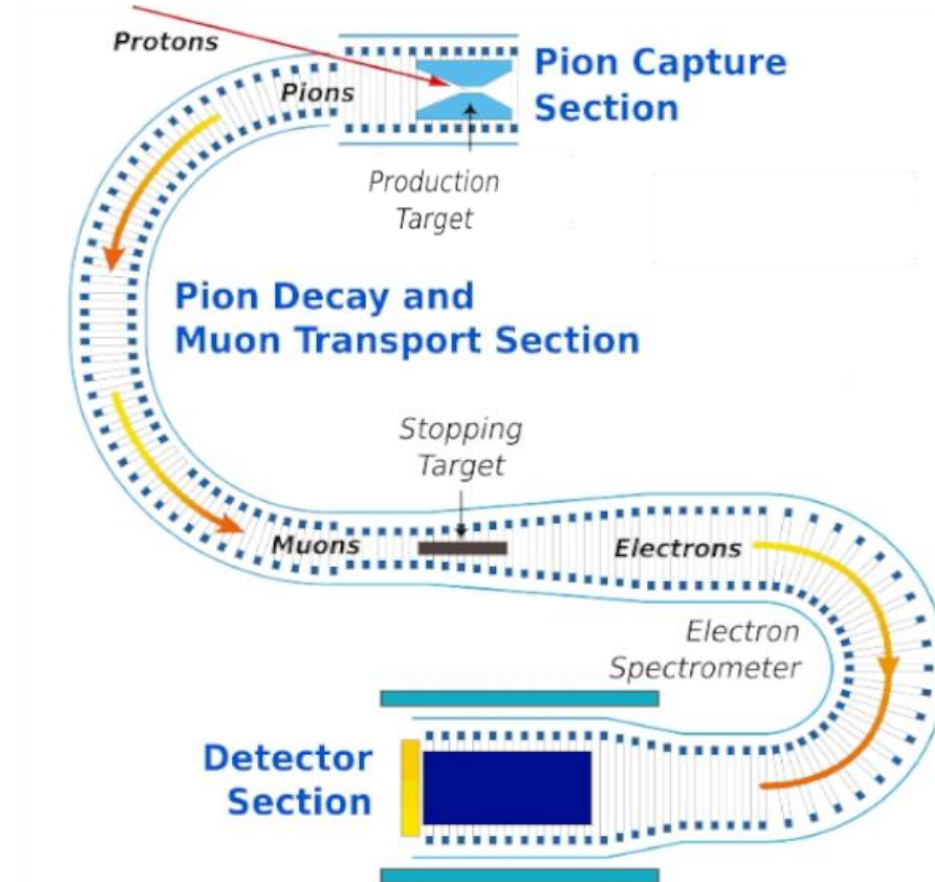 Protons
Pion Capture
Section
Pions
Production
Target
Pion Decay and
Muon Transport Section
Stopping
Target
Muons
Electrons
Electron
Spectrometer
Detector
Section